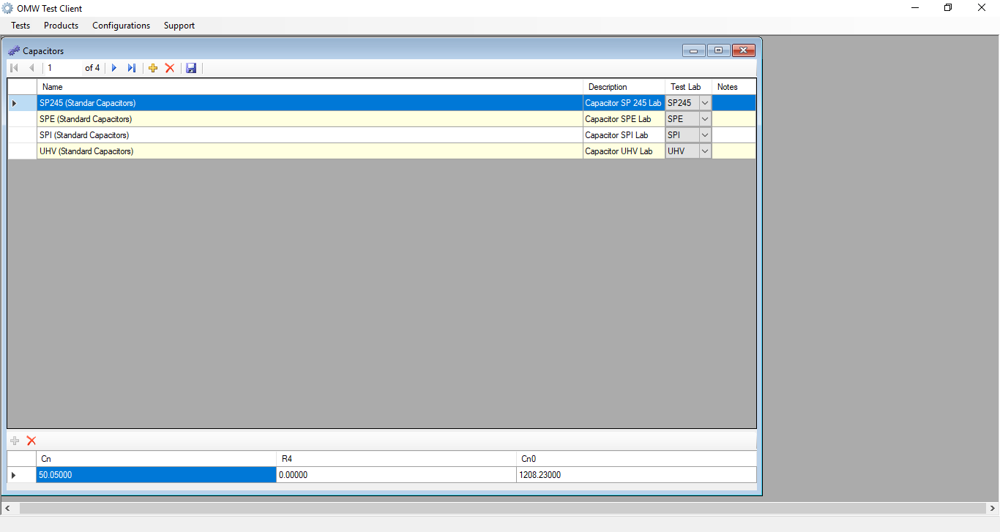 OMW Test Client
Tests Products Configurations Support
Capacitors
1 of 4
Name Description Test Lab Notes
SP245 (Standar Capacitors) Capacitor SP 245 Lab SP245
SPE (Standard Capacitors) Capacitor SPE Lab SPE
SPI (Standard Capacitors) Capacitor SPI Lab SPI
UHV (Standard Capacitors) Capacitor UHV Lab UHV
Cn R4 Cn0
50.05000 0.00000 1208.23000